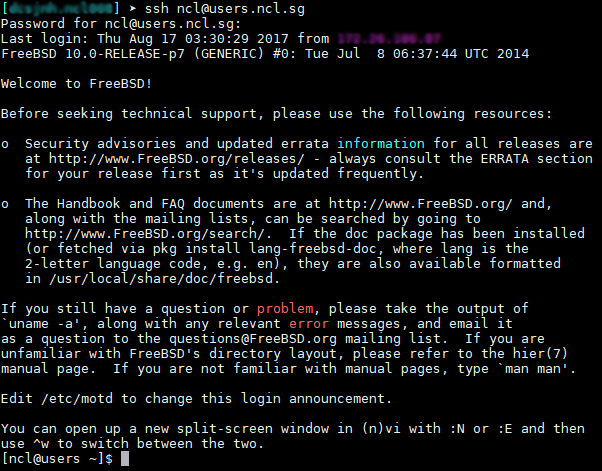 [ ] ➤ ssh ncl@users.ncl.sg
Password for ncl@users.ncl.sg:
Last login: Thu Aug 17 03:30:29 2017 from
FreeBSD 10.0-RELEASE-p7 (GENERIC) #0: Tue Jul  8 06:37:44 UTC 2014
Welcome to FreeBSD!
Before seeking technical support, please use the following resources:
o  Security advisories and updated errata information for all releases are
   at http://www.FreeBSD.org/releases/ - always consult the ERRATA section
   for your release first as it's updated frequently.
o  The Handbook and FAQ documents are at http://www.FreeBSD.org/ and,
   along with the mailing lists, can be searched by going to
   http://www.FreeBSD.org/search/.  If the doc package has been installed
   (or fetched via pkg install lang-freebsd-doc, where lang is the
   2-letter language code, e.g. en), they are also available formatted
   in /usr/local/share/doc/freebsd.
If you still have a question or problem, please take the output of
`uname -a', along with any relevant error messages, and email it
as a question to the questions@FreeBSD.org mailing list.  If you are
unfamiliar with FreeBSD's directory layout, please refer to the hier(7)
manual page.  If you are not familiar with manual pages, type `man man'.
Edit /etc/motd to change this login announcement.
You can open up a new split-screen window in (n)vi with :N or :E and then
use ^w to switch between the two.
[ncl@users ~]$